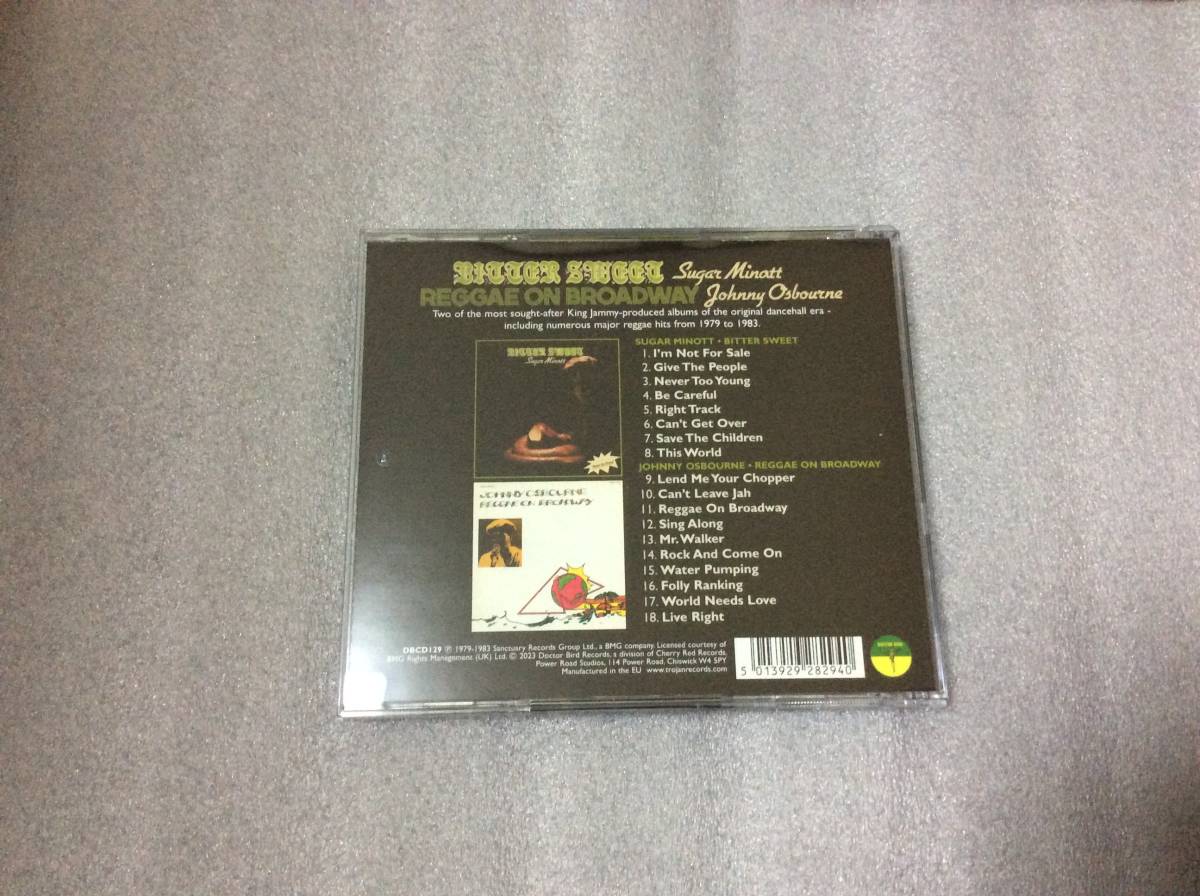 BITTER SWEET Sugar Minott
REGGAE ON BROADWAY Johnny Osbourne
Two of the most sought-after King Jammy-produced albums of the original dancehall era -
including numerous major reggae hits from 1979 to 1983.
BITTER SWEET
Sugar Minott
JOHNNY OSBOURNE
REGGAE ON BROADWAY
SUGAR MINOTT • BITTER SWEET
1. I'm Not For Sale
2. Give The People
3. Never Too Young
4. Be Careful
5. Right Track
6. Can't Get Over
7. Save The Children
8. This World
JOHNNY OSBOURNE • REGGAE ON BROADWAY
9. Lend Me Your Chopper
10. Can't Leave Jah
11. Reggae On Broadway
12. Sing Along
13. Mr. Walker
14. Rock And Come On
15. Water Pumping
16. Folly Ranking
17. World Needs Love
18. Live Right
DBCD129 ℗ 1979-1983 Sanctuary Records Group Ltd., a BMG company. Licensed courtesy of
BMG Rights Management (UK) Ltd. © 2023 Doctor Bird Records, a division of Cherry Red Records,
Power Road Studios, 114 Power Road, Chiswick W4 5PY
Manufactured in the EU www.trojanrecords.com
5 013929 282940
DOCTOR BIRD